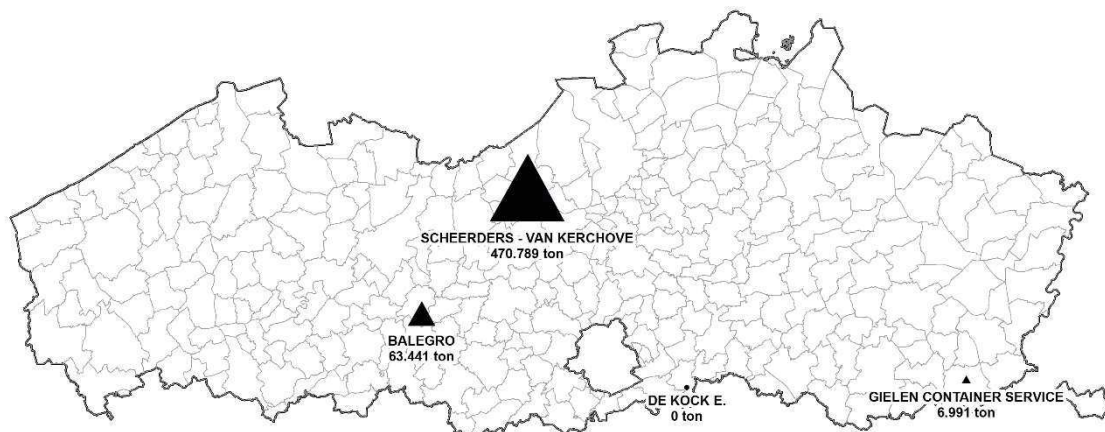 SCHEERDERS - VAN KERCHOVE
470.789 ton
BALEGRO
63.441 ton
DE KOCK E.
0 ton
GIELEN CONTAINER SERVICE
6.991 ton